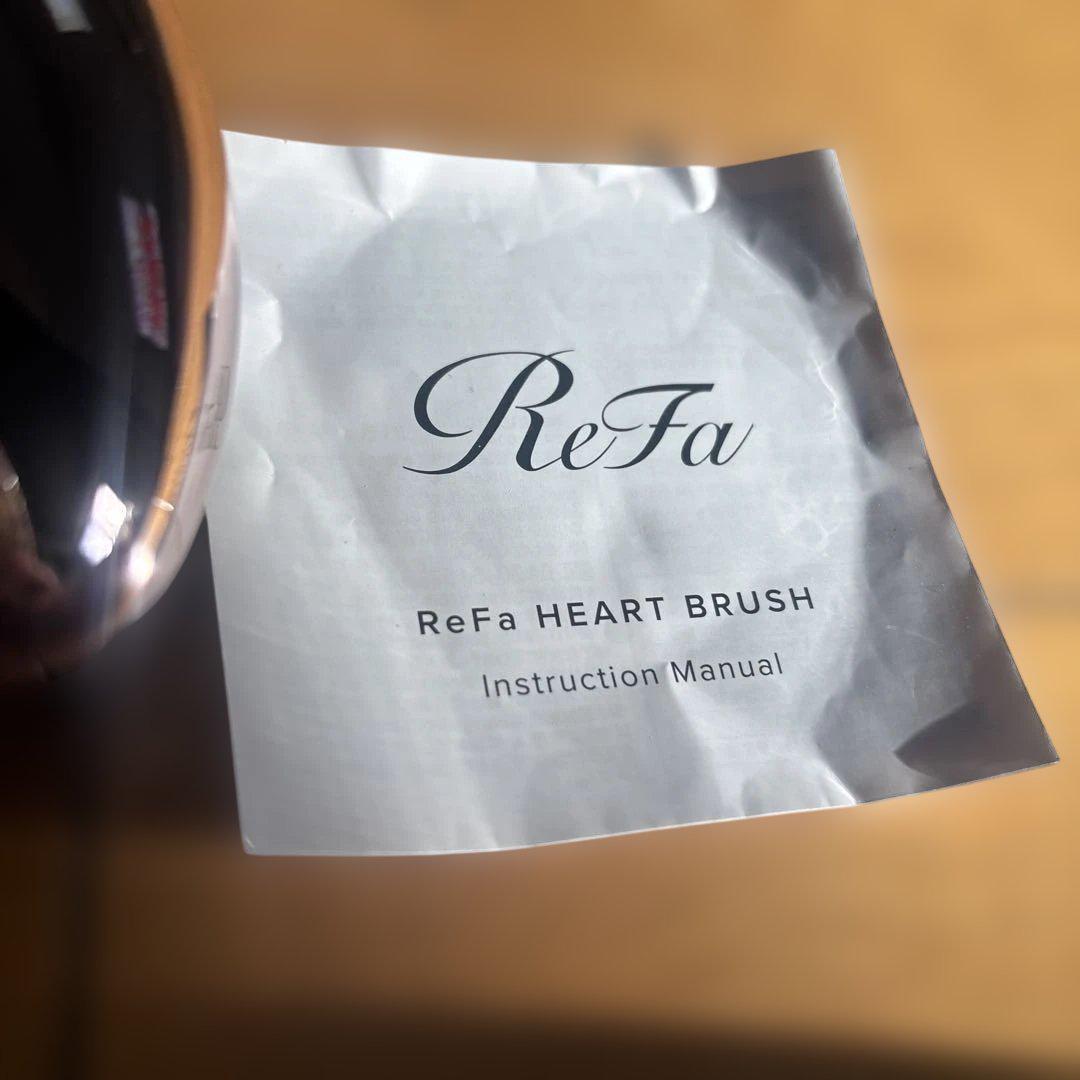 ReFa
ReFa HEART BRUSH
Instruction Manual